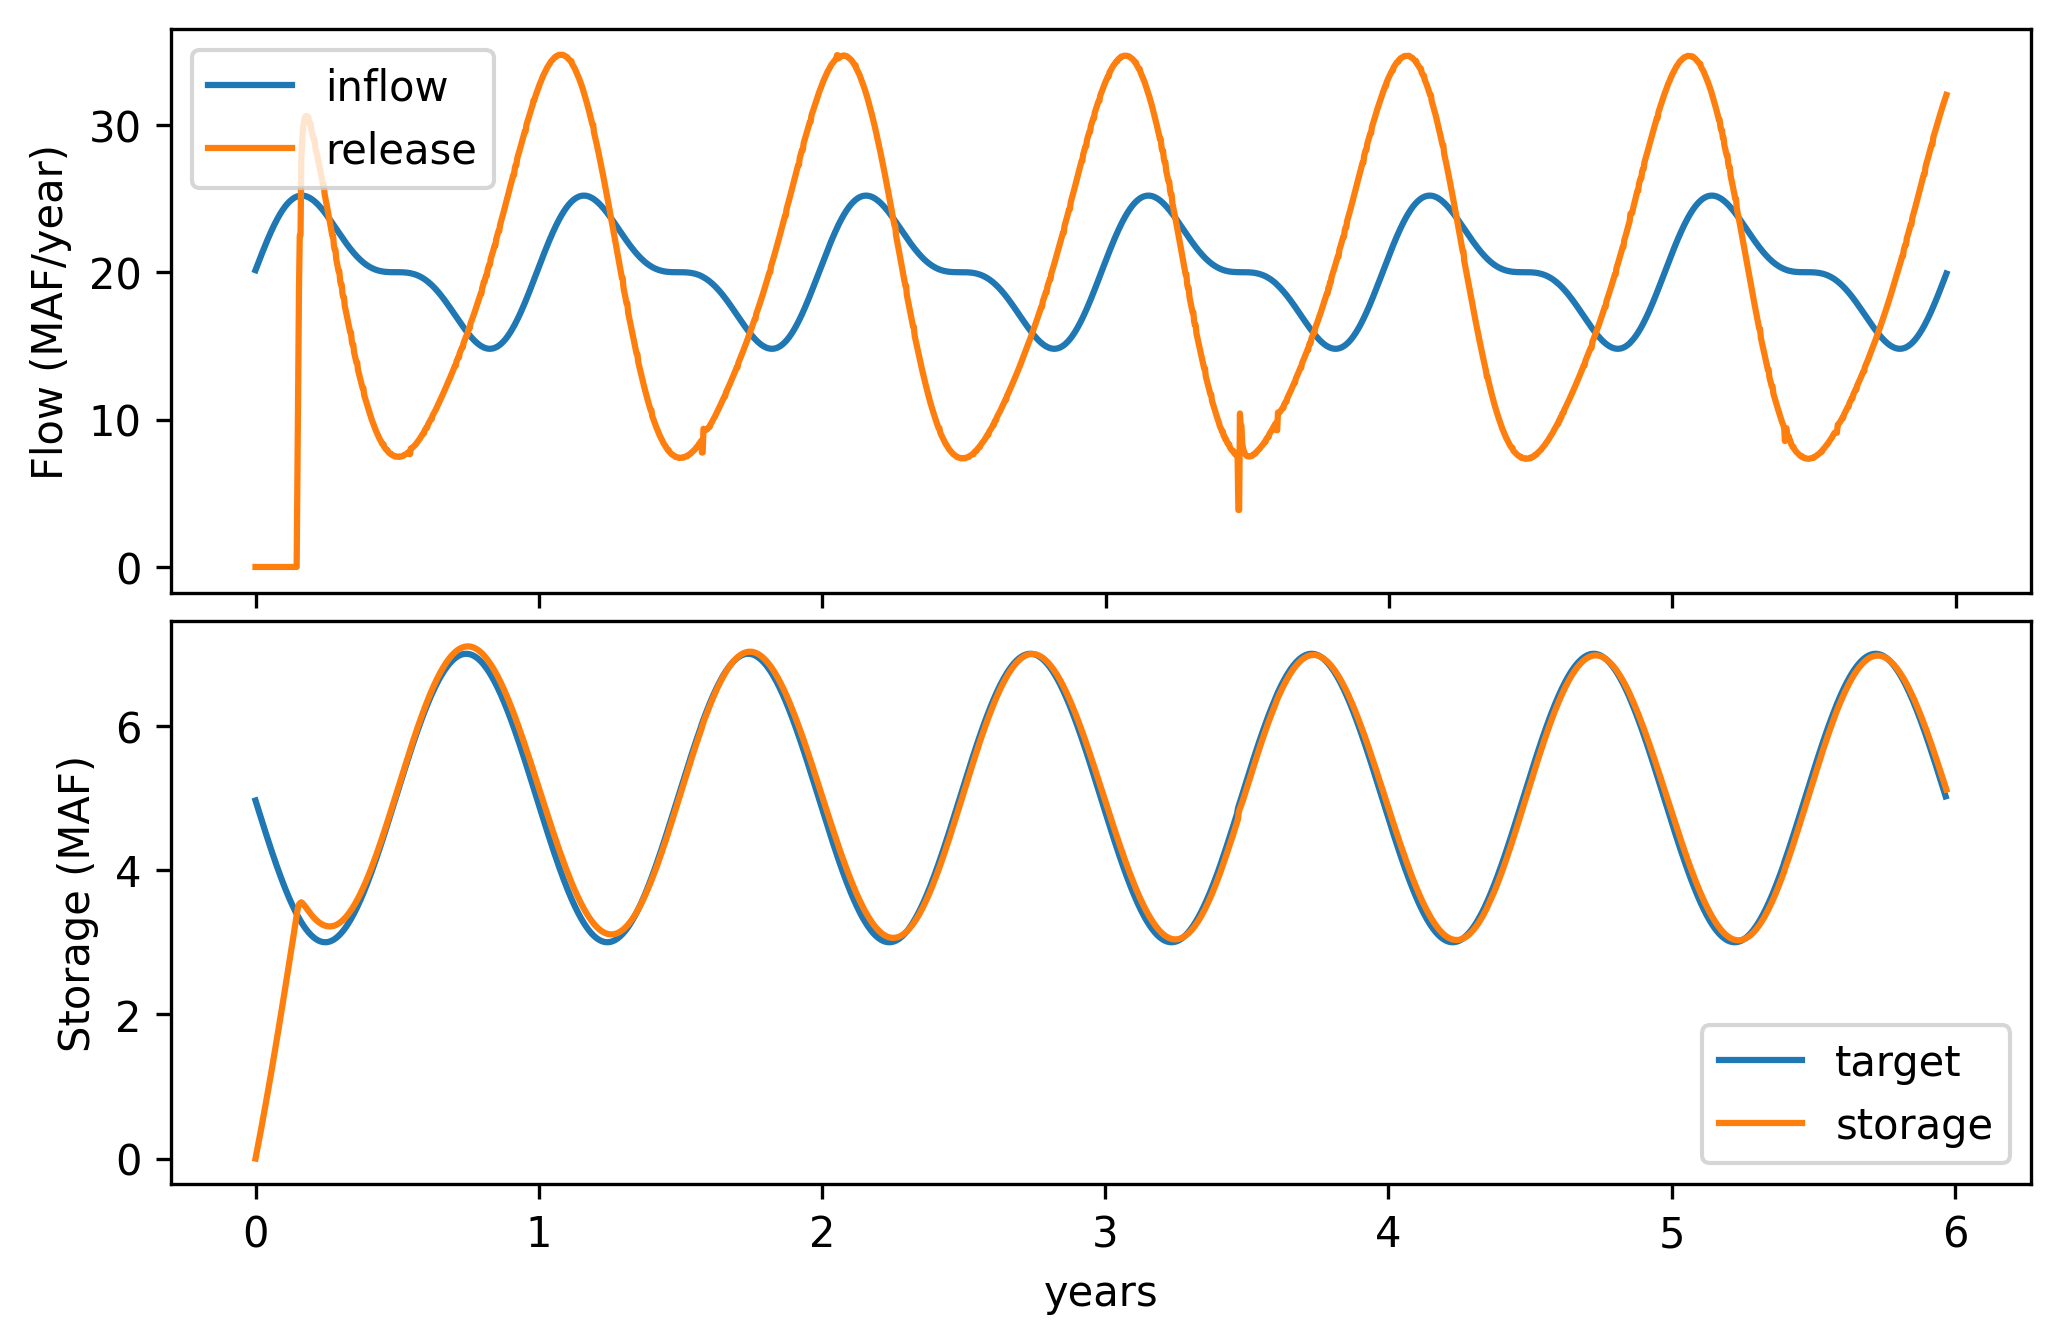 Flow (MAF/year)
30
20
10
0
inflow
release
Storage (MAF)
6
4
2
0
target
storage
0 1 2 3 4 5 6
years